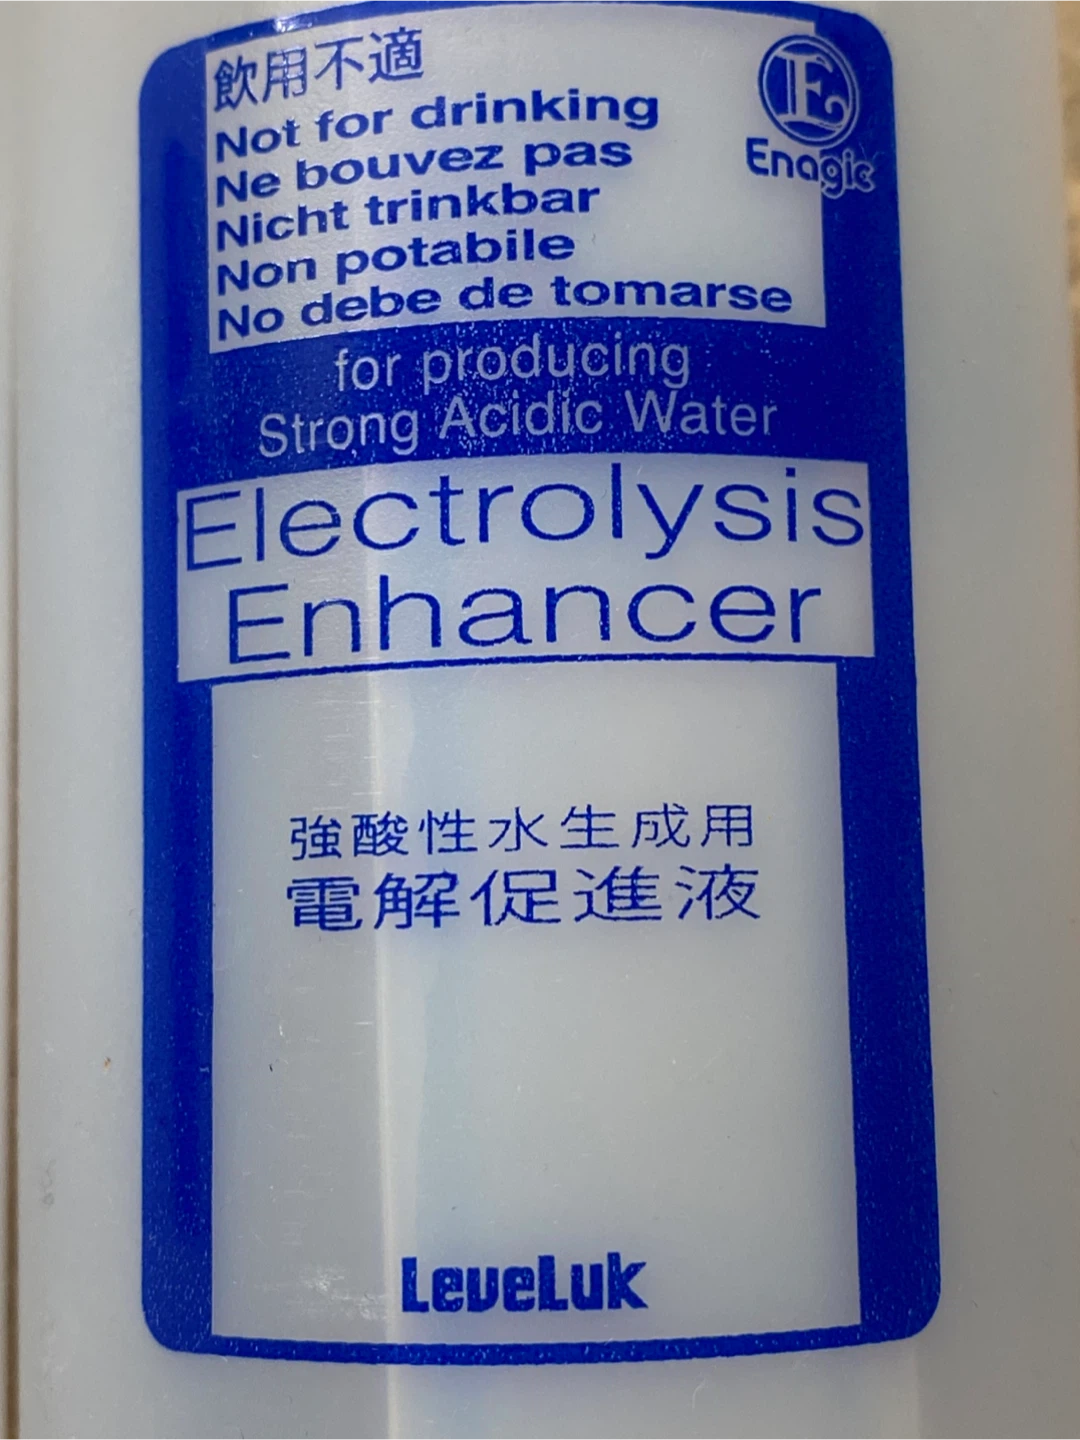 飲用不適
Not for drinking
Ne bouvez pas
Nicht trinkbar
Non potabile
No debe de tomarse
E
Enagic
for producing
Strong Acidic Water
Electrolysis
Enhancer
強酸性水生成用
電解促進液
LeveLuk